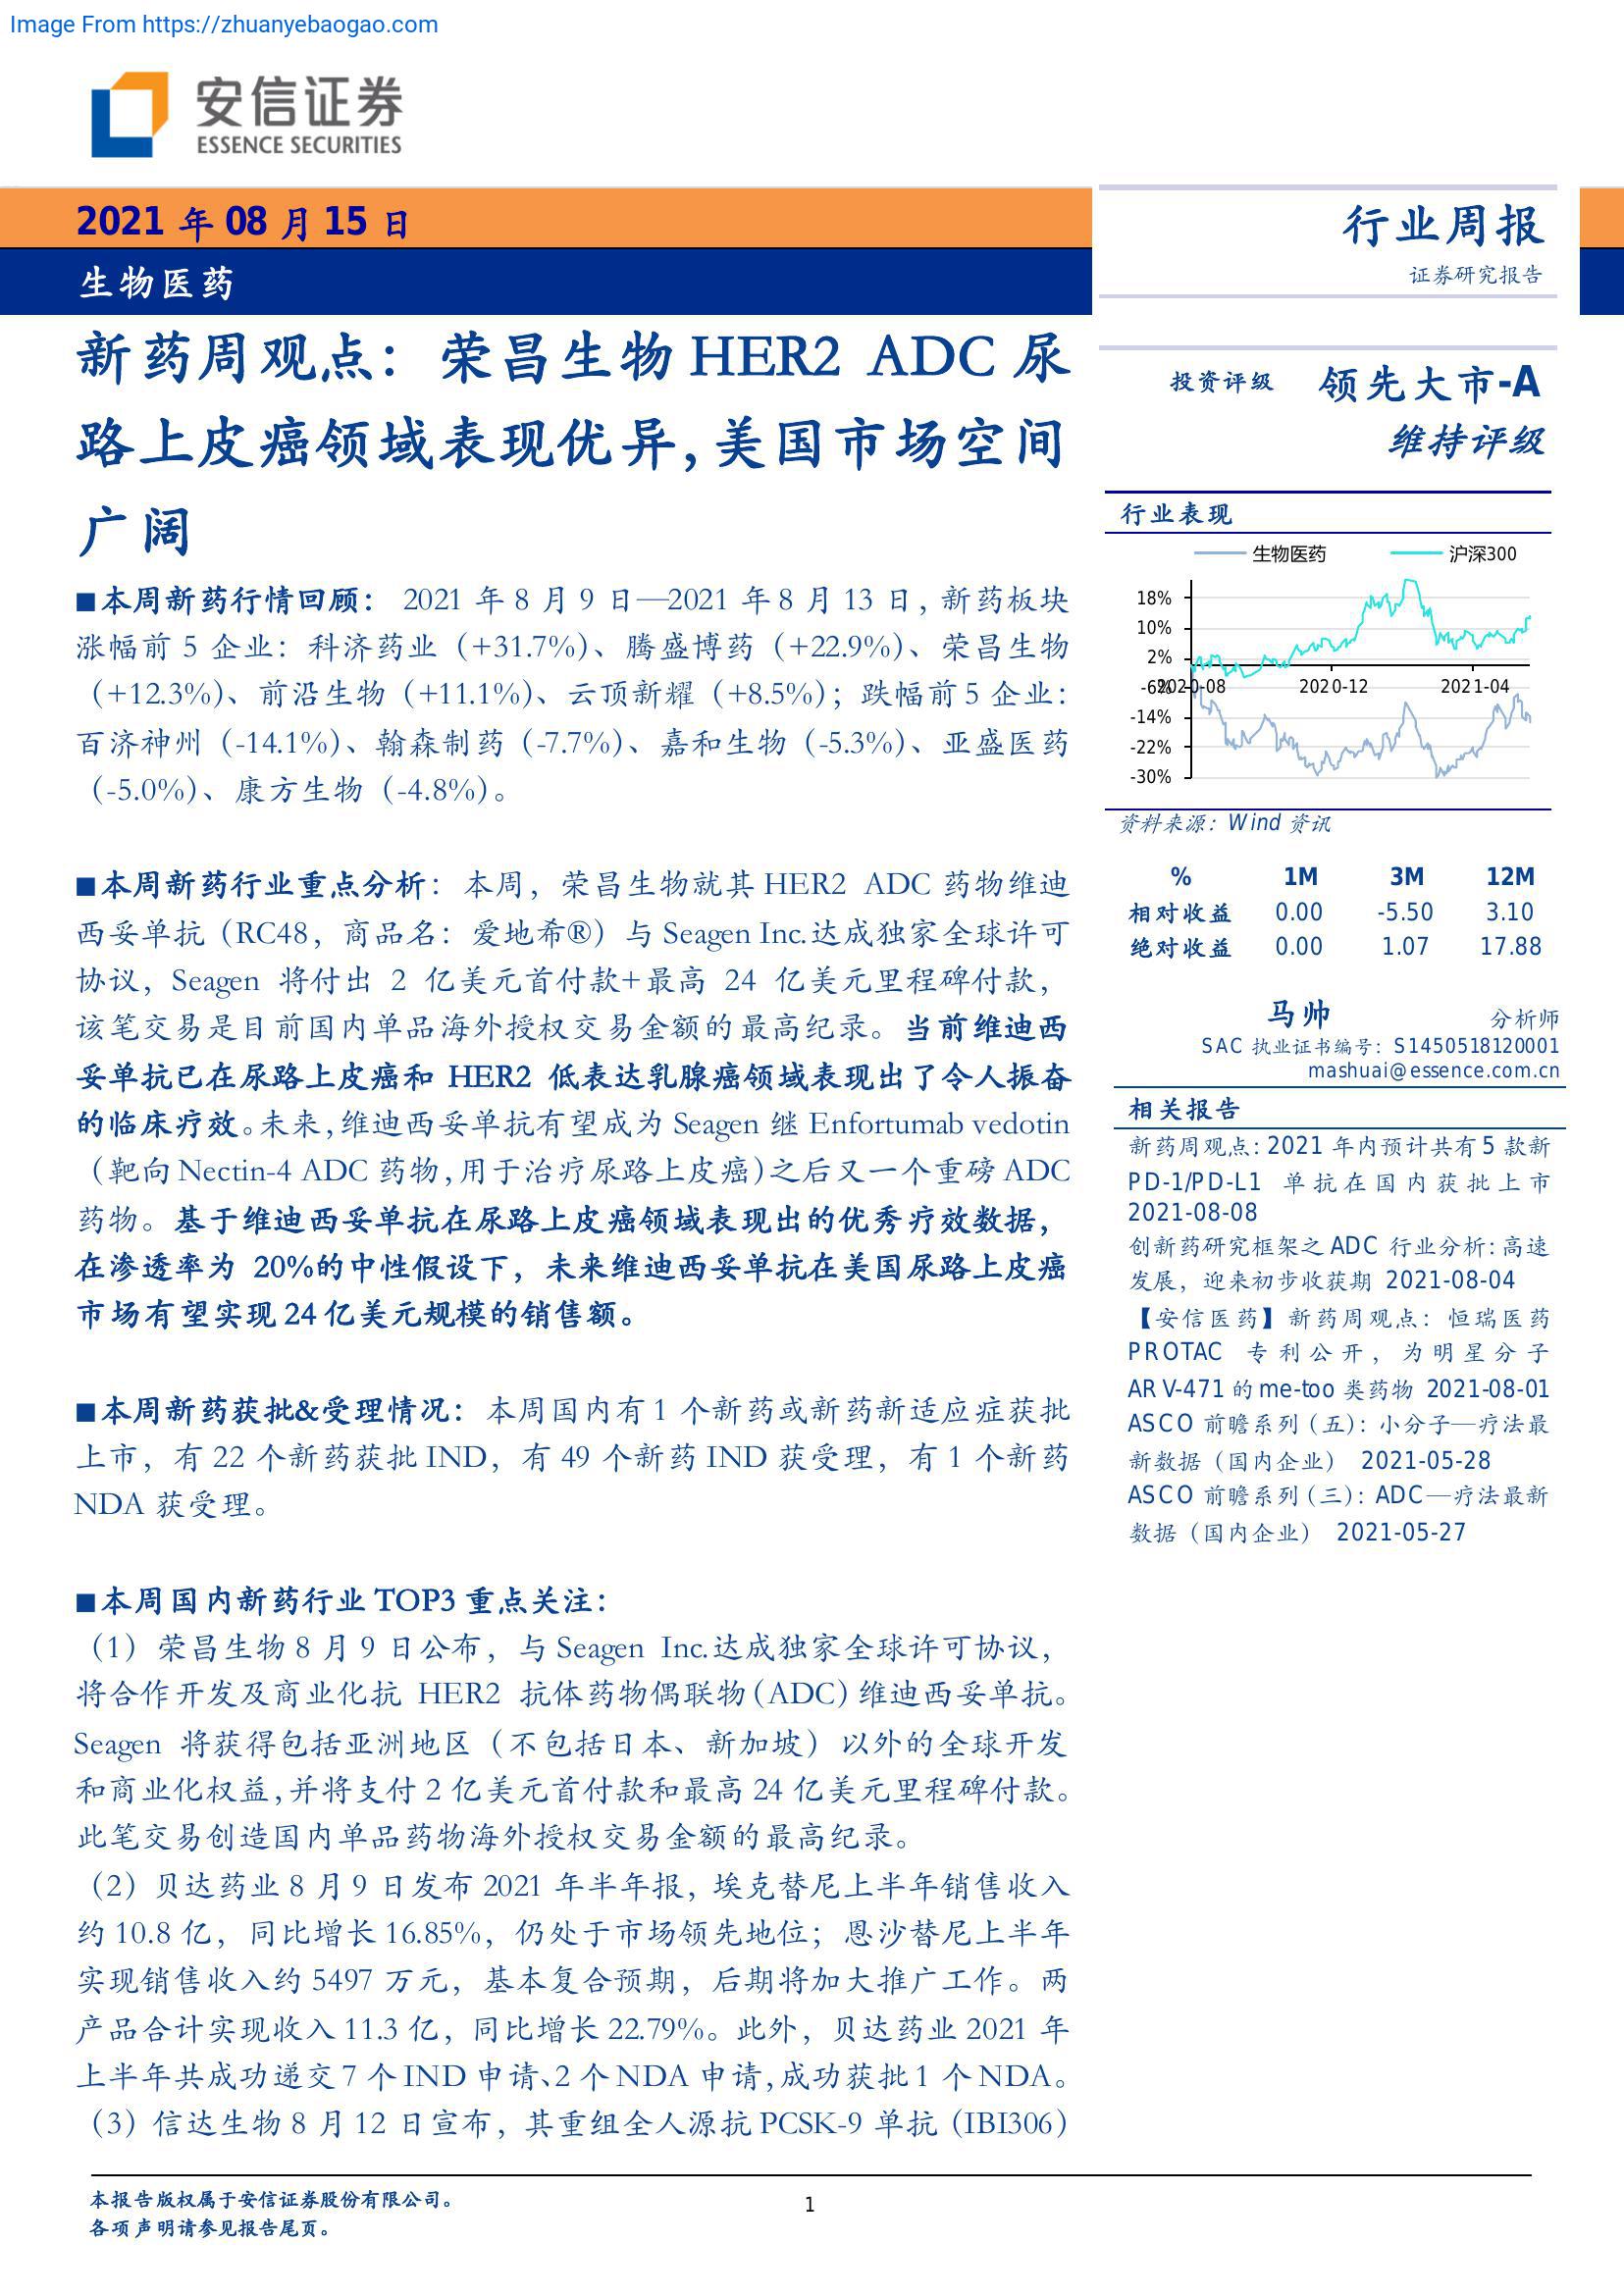 Image From https://zhuanyebaogao.com
安信证券
ESSENCE SECURITIES
2021 年 08 月 15 日
生物医药
行业周报
证券研究报告
新药周观点：荣昌生物 HER2 ADC 尿
路上皮癌领域表现优异,美国市场空间
广阔
■本周新药行情回顾： 2021 年 8 月 9 日—2021 年 8 月 13 日，新药板块
涨幅前 5 企业：科济药业（+31.7%）、腾盛博药（+22.9%）、荣昌生物
（+12.3%）、前沿生物（+11.1%）、云顶新耀（+8.5%）；跌幅前 5 企业：
百济神州（-14.1%）、翰森制药（-7.7%）、嘉和生物（-5.3%）、亚盛医药
（-5.0%）、康方生物（-4.8%）。
■本周新药行业重点分析：本周，荣昌生物就其 HER2 ADC 药物维迪
西妥单抗（RC48，商品名：爱地希®）与 Seagen Inc.达成独家全球许可
协议，Seagen 将付出 2 亿美元首付款+最高 24 亿美元里程碑付款，
该笔交易是目前国内单品海外授权交易金额的最高纪录。当前维迪西
妥单抗已在尿路上皮癌和 HER2 低表达乳腺癌领域表现出了令人振奋
的临床疗效。未来,维迪西妥单抗有望成为 Seagen 继 Enfortumab vedotin
（靶向 Nectin-4 ADC 药物,用于治疗尿路上皮癌)之后又一个重磅 ADC
药物。基于维迪西妥单抗在尿路上皮癌领域表现出的优秀疗效数据，
在渗透率为 20%的中性假设下，未来维迪西妥单抗在美国尿路上皮癌
市场有望实现 24 亿美元规模的销售额。
■本周新药获批&受理情况：本周国内有 1 个新药或新药新适应症获批
上市，有 22 个新药获批 IND，有 49 个新药 IND 获受理，有 1 个新药
NDA 获受理。
■本周国内新药行业 TOP3 重点关注：
（1）荣昌生物 8 月 9 日公布，与 Seagen Inc.达成独家全球许可协议，
将合作开发及商业化抗 HER2 抗体药物偶联物（ADC）维迪西妥单抗。
Seagen 将获得包括亚洲地区（不包括日本、新加坡）以外的全球开发
和商业化权益,并将支付 2 亿美元首付款和最高 24 亿美元里程碑付款。
此笔交易创造国内单品药物海外授权交易金额的最高纪录。
（2）贝达药业 8 月 9 日发布 2021 年半年报，埃克替尼上半年销售收入
约 10.8 亿，同比增长 16.85%，仍处于市场领先地位；恩沙替尼上半年
实现销售收入约 5497 万元，基本复合预期，后期将加大推广工作。两
产品合计实现收入 11.3 亿，同比增长 22.79%。此外，贝达药业 2021 年
上半年共成功递交 7 个 IND 申请、2 个 NDA 申请,成功获批 1 个 NDA。
（3）信达生物 8 月 12 日宣布，其重组全人源抗 PCSK-9 单抗（IBI306）
投资评级 领先大市-A
维持评级
行业表现
生物医药 沪深300
18%
10%
2%
-6%
2020-08 2020-12 2021-04
-14%
-22%
-30%
资料来源：Wind 资讯
% 1M 3M 12M
相对收益 0.00 -5.50 3.10
绝对收益 0.00 1.07 17.88
马帅 分析师
SAC 执业证书编号：S1450518120001
mashuai@essence.com.cn
相关报告
新药周观点：2021 年内预计共有 5 款新
PD-1/PD-L1 单抗在国内获批上市
2021-08-08
创新药研究框架之 ADC 行业分析：高速
发展，迎来初步收获期 2021-08-04
【安信医药】新药周观点：恒瑞医药
PROTAC 专利公开，为明星分子
ARV-471 的 me-too 类药物 2021-08-01
ASCO 前瞻系列（五）：小分子—疗法最
新数据（国内企业） 2021-05-28
ASCO 前瞻系列（三）：ADC—疗法最新
数据（国内企业） 2021-05-27
本报告版权属于安信证券股份有限公司。
各项声明请参见报告尾页。
1